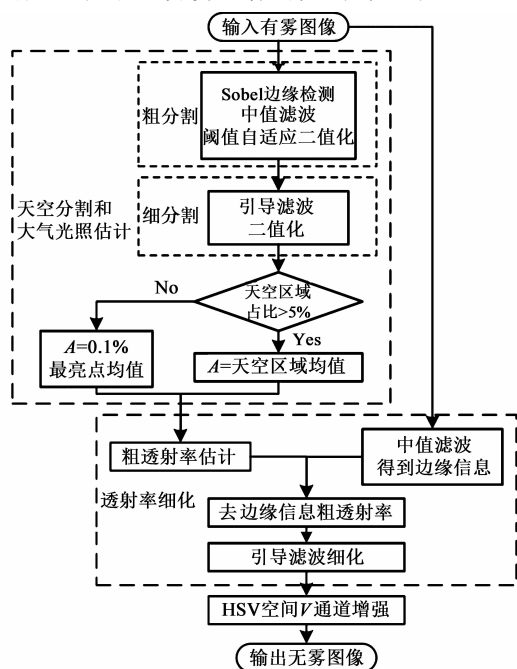 输入有雾图像
Sobel边缘检测
中值滤波
阈值自适应二值化
粗分割
天空分割和
大气光照估计
细分割
引导滤波
二值化
No
天空区域
占比>5%
Yes
A=0.1%
最亮点均值
A=天空区域均值
粗透射率估计
中值滤波
得到边缘信息
透射率细化
去边缘信息粗透射率
引导滤波细化
HSV空间V通道增强
输出无雾图像